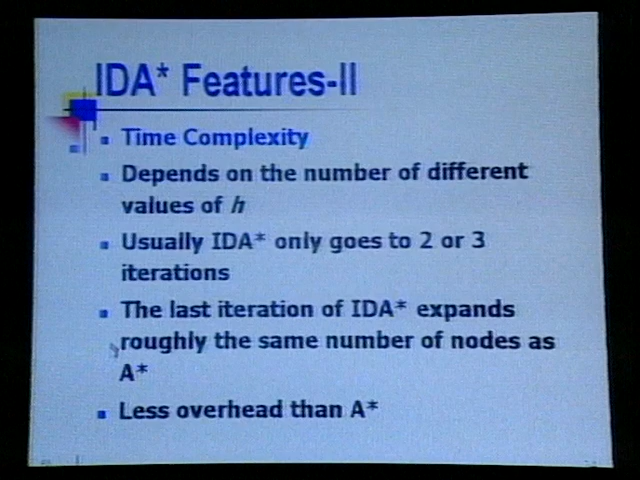 IDA* Features-II
Time Complexity
Depends on the number of different
values of h
Usually IDA* only goes to 2 or 3
iterations
The last iteration of IDA* expands
roughly the same number of nodes as
A*
Less overhead than A*